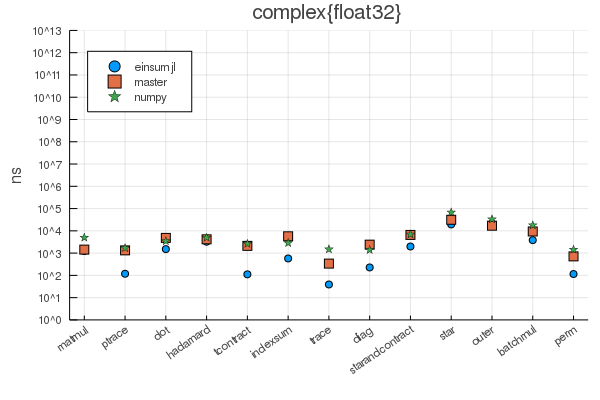 complex{float32}
10^13
10^12
10^11
10^10
10^9
10^8
10^7
10^6
10^5
10^4
10^3
10^2
10^1
10^0
ns
einsumjl
master
numpy
matmul
ptrace
dot
hadamard
tcontract
indexsum
trace
diag
starandcontract
star
outer
batchmul
perm